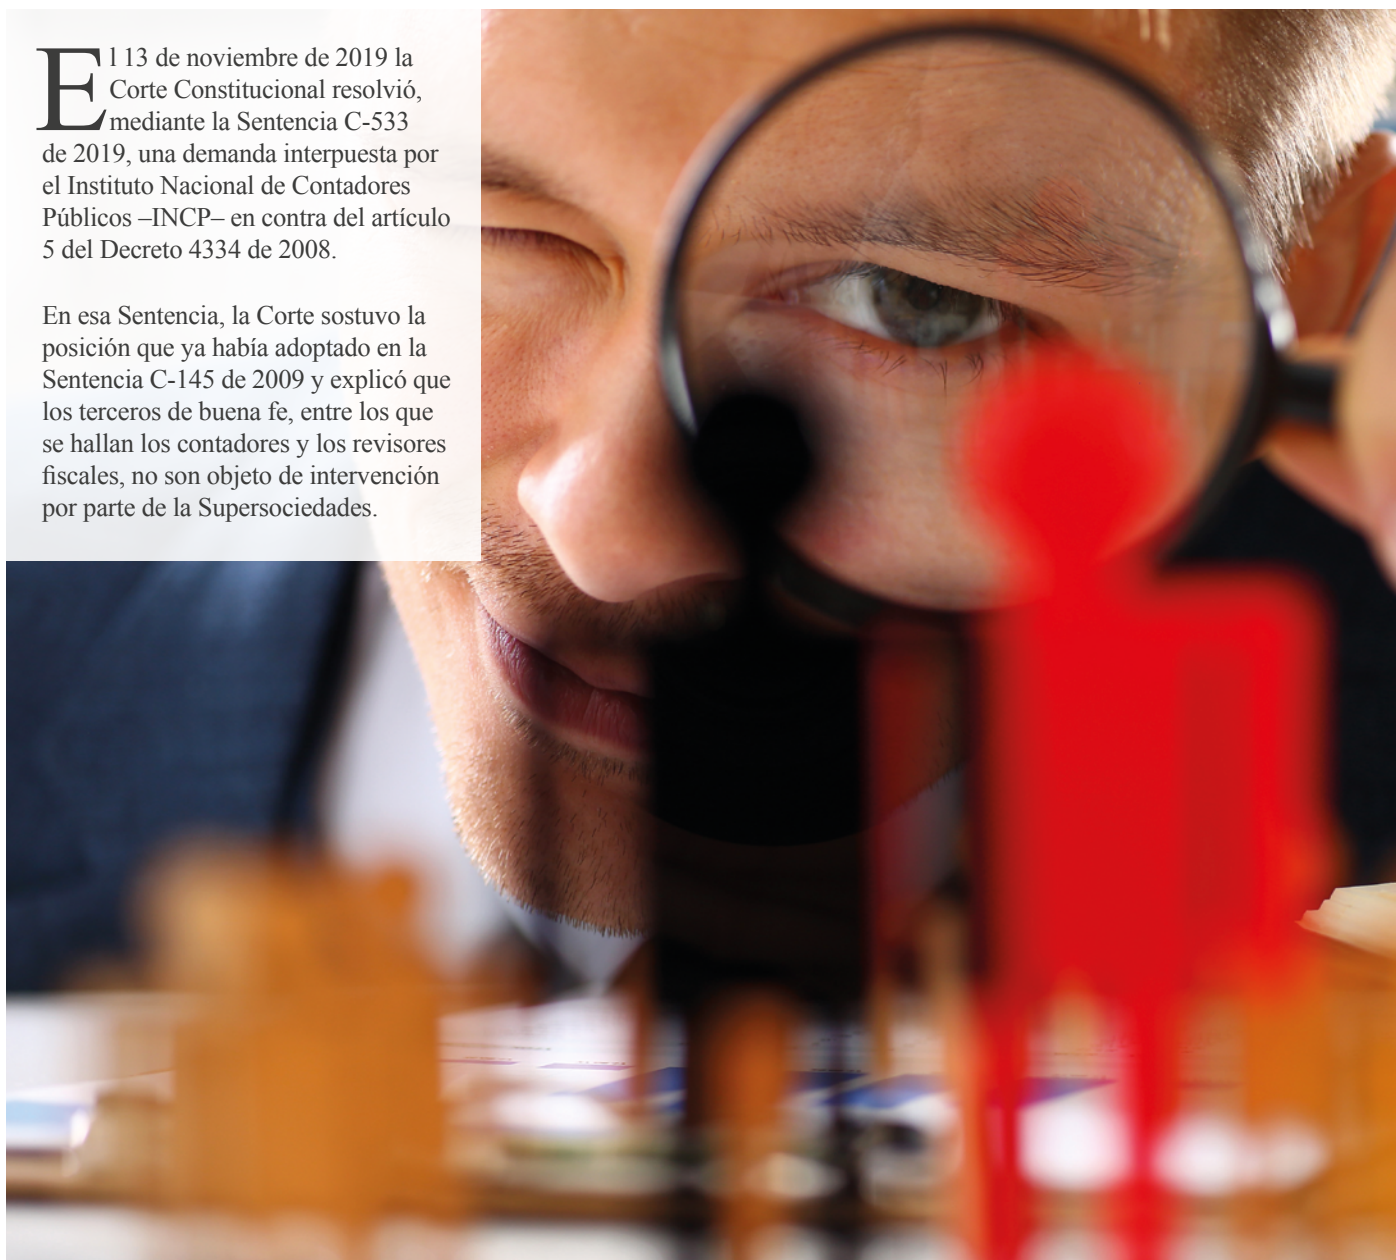 El 13 de noviembre de 2019 la
Corte Constitucional resolvió,
mediante la Sentencia C-533
de 2019, una demanda interpuesta por
el Instituto Nacional de Contadores
Públicos –INCP– en contra del artículo
5 del Decreto 4334 de 2008.
En esa Sentencia, la Corte sostuvo la
posición que ya había adoptado en la
Sentencia C-145 de 2009 y explicó que
los terceros de buena fe, entre los que
se hallan los contadores y los revisores
fiscales, no son objeto de intervención
por parte de la Supersociedades.